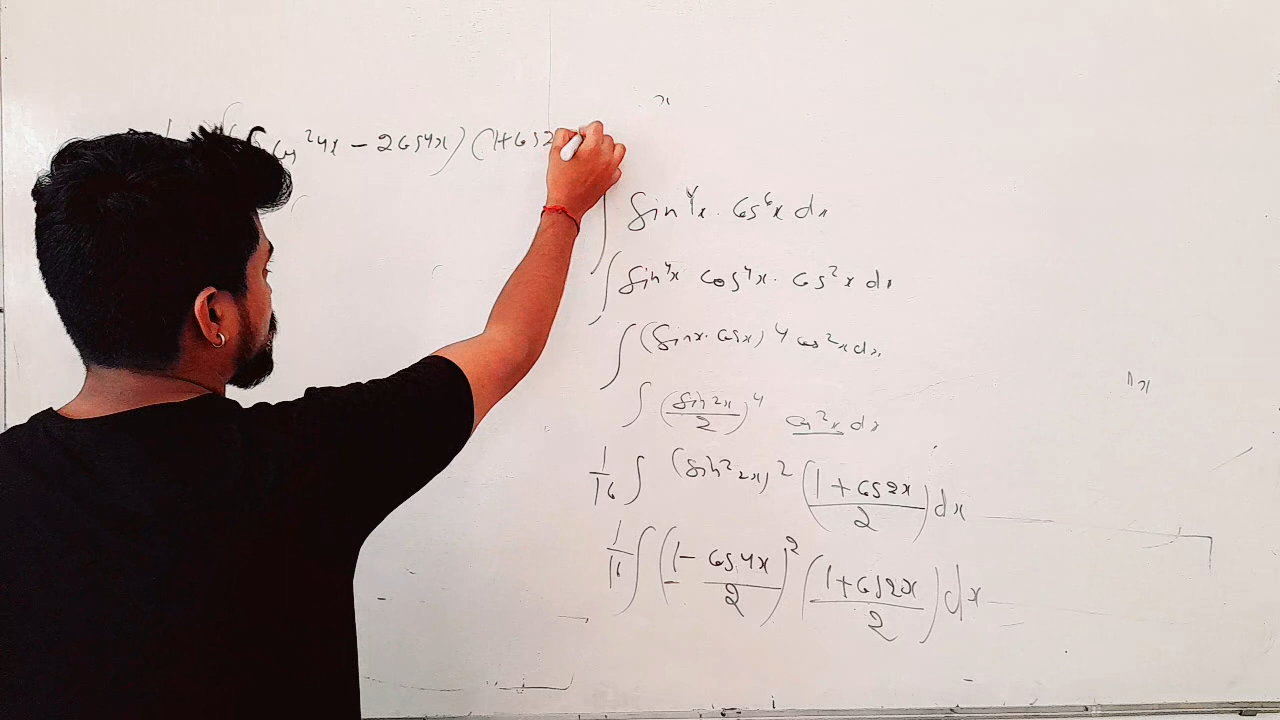 cos²4x - 2cos4x) (1+cos2
x
∫ sin⁴x . cos⁶x dx
∫ sin⁴x cos⁴x . cos²x dx
∫ (sinx . cosx)⁴ cos²x dx
∫ (sin2x/2)⁴ cos²x dx
1/16 ∫ (sin²2x)² (1 + cos2x/2) dx
1/16 ∫ (1 - cos4x/2)² (1 + cos2x/2) dx